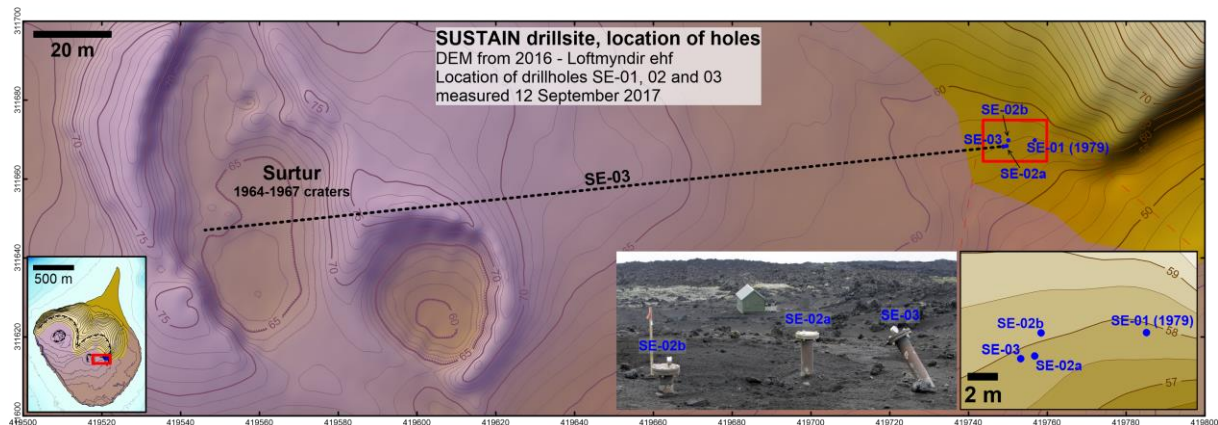 20 m
SUSTAIN drillsite, location of holes
DEM from 2016 - Loftmyndir ehf
Location of drillholes SE-01, 02 and 03
measured 12 September 2017
311700
311680
311660
311640
311620
311600
75
65
Surtur
1964-1967 craters
SE-03
60
70
SE-02b
SE-03
SE-01 (1979)
SE-02a
50
75
70
70
70
65
60
500 m
SE-02b
SE-02a
SE-03
59
SE-02b
SE-01 (1979)
58
SE-03
SE-02a
57
2 m
419500
419520
419540
419560
419580
419600
419620
419640
419660
419680
419700
419720
419740
419760
419780
419800